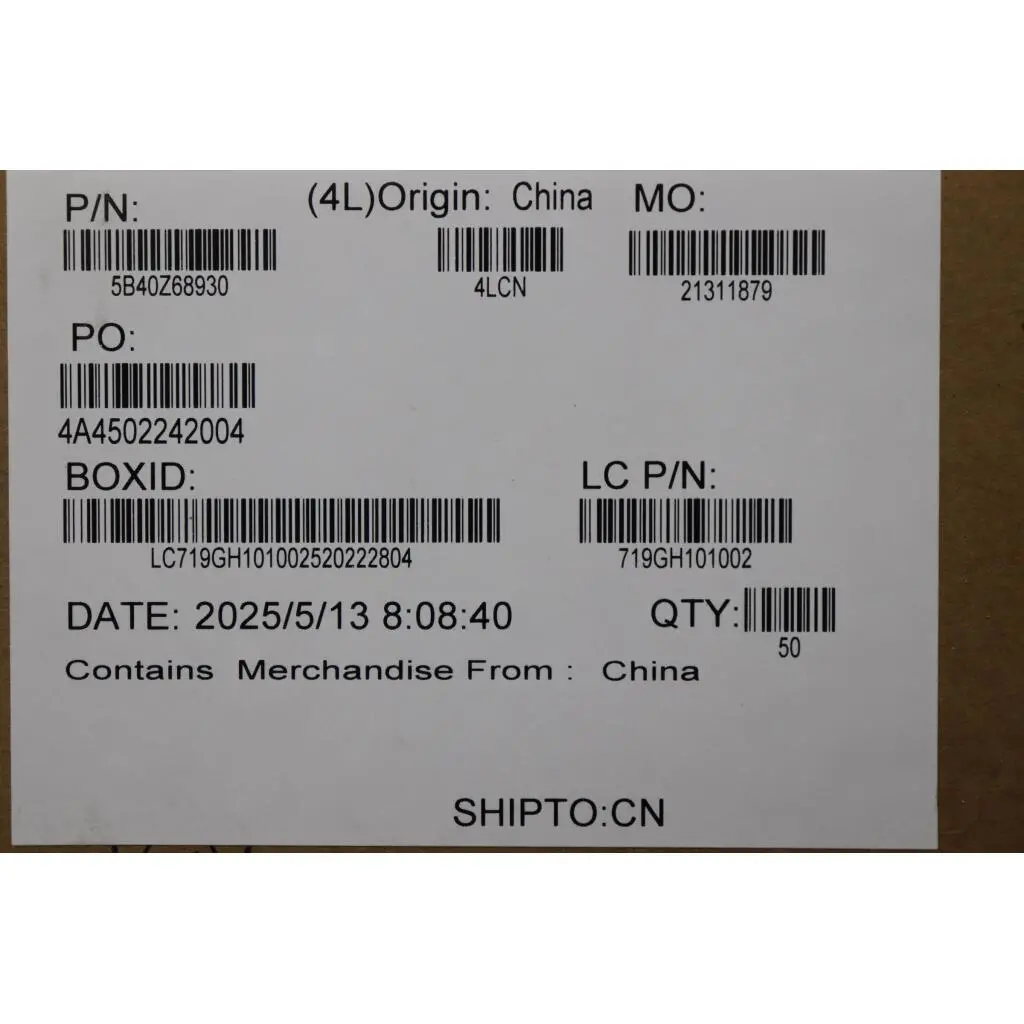 P/N: (4L)Origin: China MO:
5B40Z68930 4LCN 21311879
PO:
4A4502242004
BOXID: LC P/N:
LC719GH101002520222804 719GH101002
DATE: 2025/5/13 8:08:40 QTY:
50
Contains Merchandise From : China
SHIPTO:CN